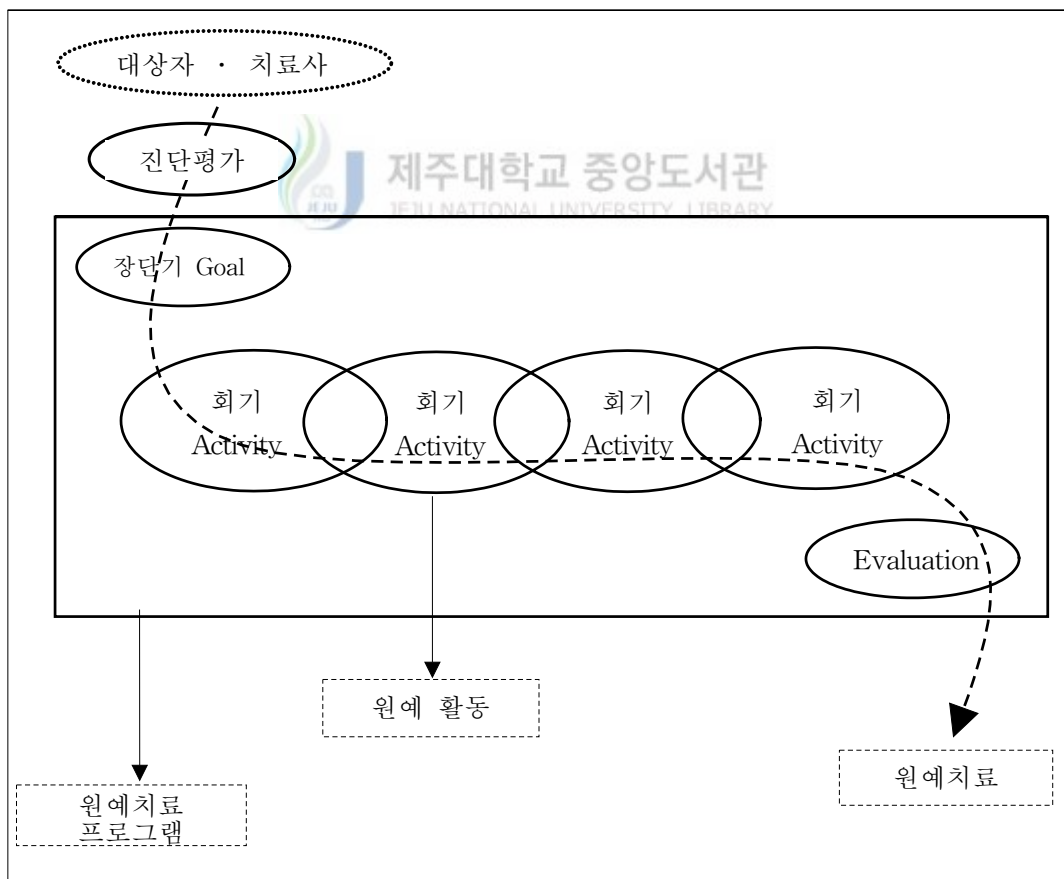 대상자 · 치료사
진단평가
제주대학교 중앙도서관
JEJU NATIONAL UNIVERSITY LIBRARY
JEJU
장단기 Goal
회기
Activity
회기
Activity
회기
Activity
회기
Activity
Evaluation
원예 활동
원예치료
원예치료
프로그램